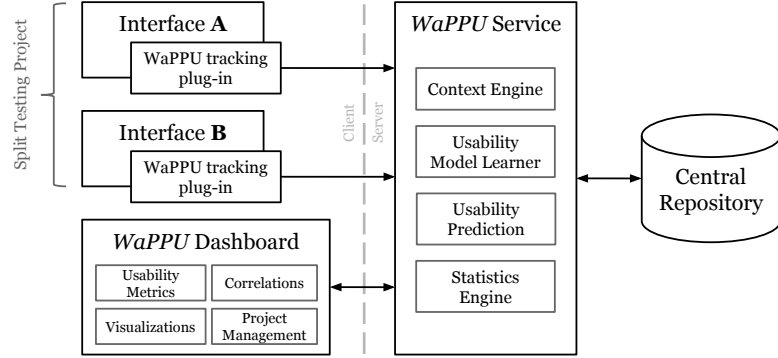 Split Testing Project
Interface A
WaPPU tracking
plug-in
Interface B
WaPPU tracking
plug-in
Client
Server
WaPPU Dashboard
Usability
Metrics
Correlations
Visualizations
Project
Management
WaPPU Service
Context Engine
Usability
Model Learner
Usability
Prediction
Statistics
Engine
Central
Repository